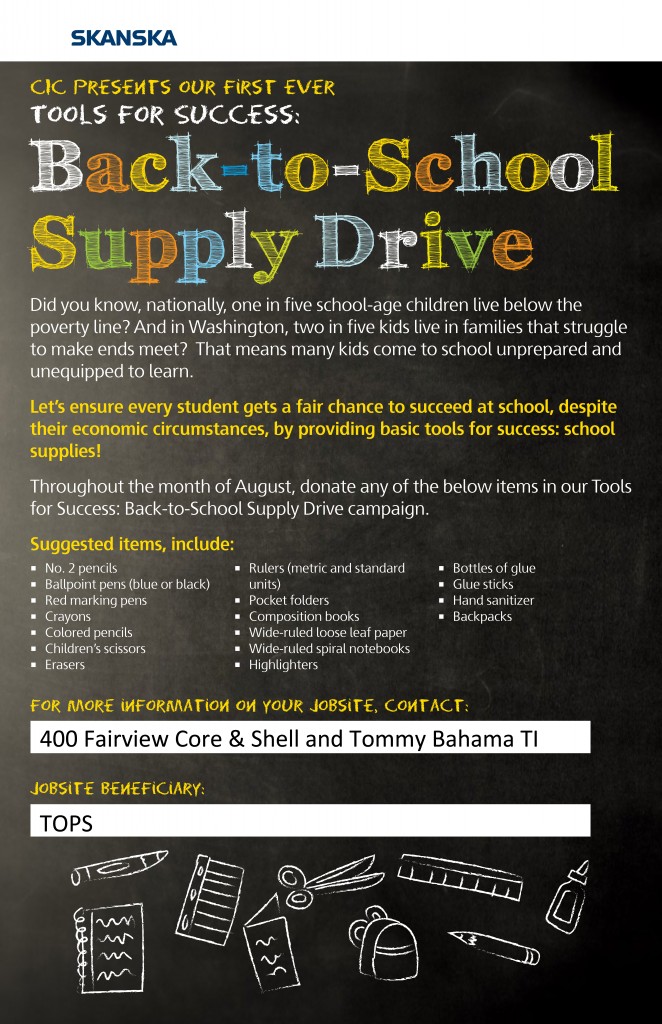 SKANSKA
CIC PRESENTS OUR FIRST EVER
TOOLS FOR SUCCESS:
Back-to-School
Supply Drive
Did you know, nationally, one in five school-age children live below the
poverty line? And in Washington, two in five kids live in families that struggle
to make ends meet?  That means many kids come to school unprepared and
unequipped to learn.
Let's ensure every student gets a fair chance to succeed at school, despite
their economic circumstances, by providing basic tools for success: school
supplies!
Throughout the month of August, donate any of the below items in our Tools
for Success: Back-to-School Supply Drive campaign.
Suggested items, include:
▪ No. 2 pencils
▪ Ballpoint pens (blue or black)
▪ Red marking pens
▪ Crayons
▪ Colored pencils
▪ Children's scissors
▪ Erasers
▪ Rulers (metric and standard
units)
▪ Pocket folders
▪ Composition books
▪ Wide-ruled loose leaf paper
▪ Wide-ruled spiral notebooks
▪ Highlighters
▪ Bottles of glue
▪ Glue sticks
▪ Hand sanitizer
▪ Backpacks
FOR MORE INFORMATION ON YOUR JOBSITE, CONTACT:
400 Fairview Core & Shell and Tommy Bahama TI
JOBSITE BENEFICIARY:
TOPS